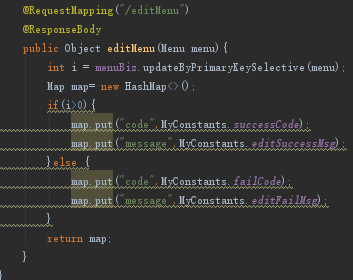 @RequestMapping("/editMenu")
@ResponseBody
public Object editMenu(Menu menu){
int i = menuBiz.updateByPrimaryKeySelective(menu);
Map map= new HashMap<>();
if(i>0){
map.put("code",MyConstants.successCode);
map.put("message",MyConstants.editSuccessMsg);
}else {
map.put("code",MyConstants.failCode);
map.put("message",MyConstants.editFailMsg);
}
return map;
}
}